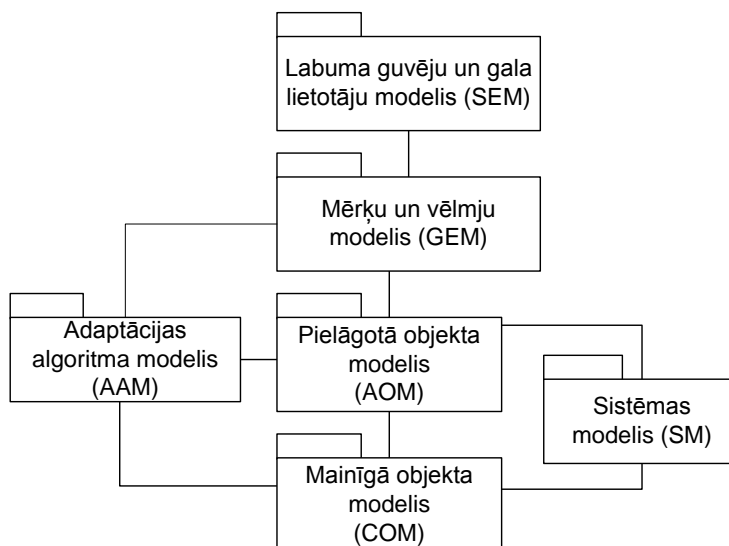 Labuma guvēju un gala
lietotāju modelis (SEM)
Mērķu un vēlmju
modelis (GEM)
Adaptācijas
algoritma modelis
(AAM)
Pielāgotā objekta
modelis
(AOM)
Sistēmas
modelis (SM)
Mainīgā objekta
modelis
(COM)